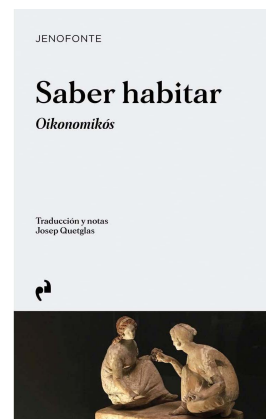 JENOFONTE
Saber habitar
Oikonomikós
Traducción y notas
Josep Quetglas